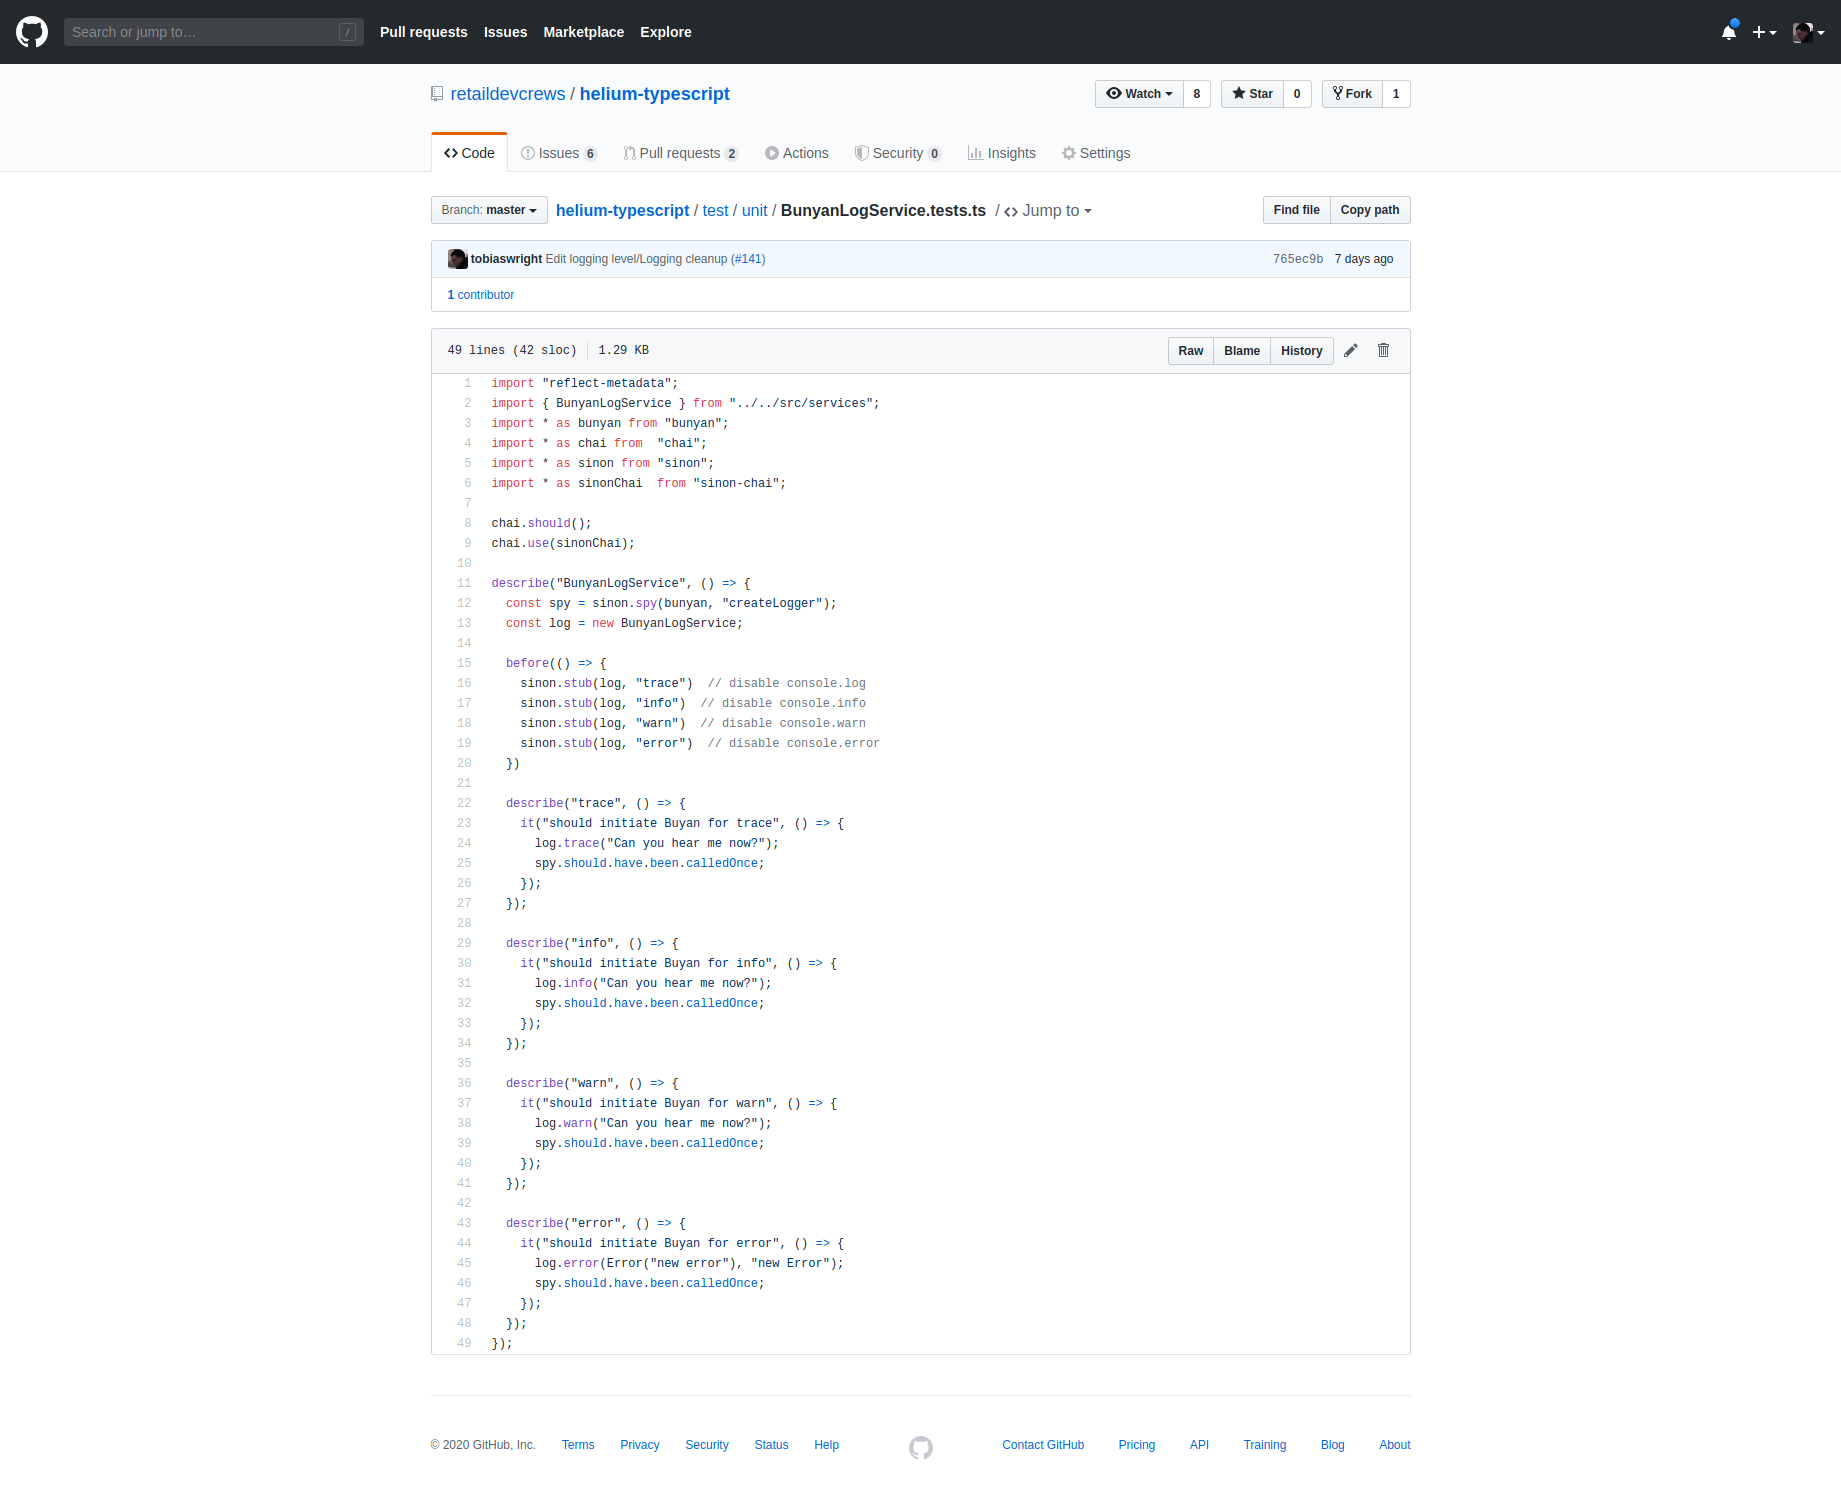 Search or jump to… /
Pull requests Issues Marketplace Explore
retaildevcrews / helium-typescript
Watch 8 Star 0 Fork 1
Code Issues 6 Pull requests 2 Actions Security 0 Insights Settings
Branch: master helium-typescript / test / unit / BunyanLogService.tests.ts / Jump to Find file Copy path
tobiaswright Edit logging level/Logging cleanup (#141) 765ec9b 7 days ago
1 contributor
49 lines (42 sloc) 1.29 KB Raw Blame History
1 import "reflect-metadata";
2 import { BunyanLogService } from "../../src/services";
3 import * as bunyan from "bunyan";
4 import * as chai from  "chai";
5 import * as sinon from "sinon";
6 import * as sinonChai  from "sinon-chai";
7
8 chai.should();
9 chai.use(sinonChai);
10
11 describe("BunyanLogService", () => {
12   const spy = sinon.spy(bunyan, "createLogger");
13   const log = new BunyanLogService;
14
15   before(() => {
16     sinon.stub(log, "trace")  // disable console.log
17     sinon.stub(log, "info")  // disable console.info
18     sinon.stub(log, "warn")  // disable console.warn
19     sinon.stub(log, "error")  // disable console.error
20   })
21
22   describe("trace", () => {
23     it("should initiate Buyan for trace", () => {
24       log.trace("Can you hear me now?");
25       spy.should.have.been.calledOnce;
26     });
27   });
28
29   describe("info", () => {
30     it("should initiate Buyan for info", () => {
31       log.info("Can you hear me now?");
32       spy.should.have.been.calledOnce;
33     });
34   });
35
36   describe("warn", () => {
37     it("should initiate Buyan for warn", () => {
38       log.warn("Can you hear me now?");
39       spy.should.have.been.calledOnce;
40     });
41   });
42
43   describe("error", () => {
44     it("should initiate Buyan for error", () => {
45       log.error(Error("new error"), "new Error");
46       spy.should.have.been.calledOnce;
47     });
48   });
49 });
© 2020 GitHub, Inc. Terms Privacy Security Status Help Contact GitHub Pricing API Training Blog About